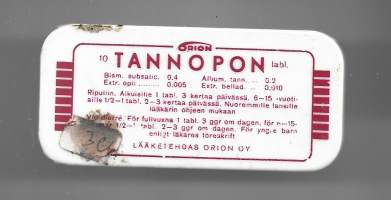 ORION
10 TANNOPON tabl.
Bism. subsalic. 0.4 Album. tann. ... 0.2
Extr. opii ........ 0.005 Extr. bellad. .. 0.010
Ripuliin. Aikuisille 1 tabl. 3 kertaa päivässä. 6—15 -vuoti-
aille 1/2—1 tabl. 2—3 kertaa päivässä. Nuoremmille lapsille
lääkärin ohjeen mukaan
Vid diarré. För fullvuxna 1 tabl. 3 ggr om dagen, för 6—15-
1/2—1 tabl. 2—3 ggr om dagen. För yngre barn
enligt läkares föreskrift
LÄÄKETEHDAS ORION OY